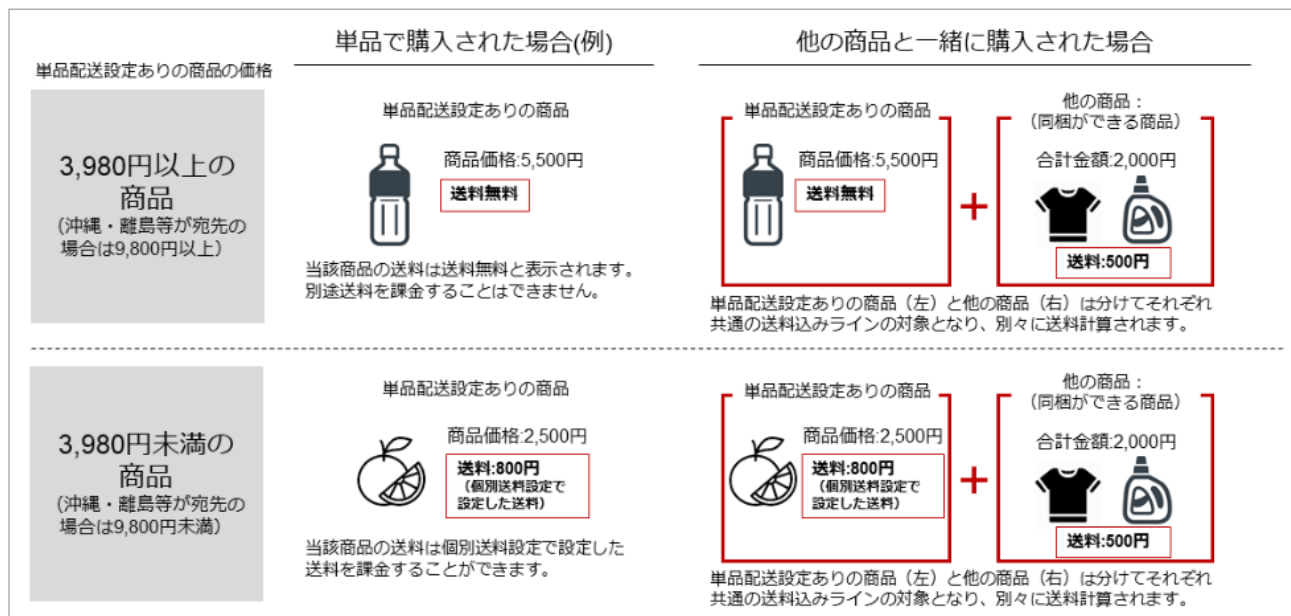 単品で購入された場合(例)
他の商品と一緒に購入された場合
単品配送設定ありの商品の価格
3,980円以上の
商品
（沖縄・離島等が宛先の
場合は9,800円以上）
単品配送設定ありの商品
商品価格:5,500円
送料無料
当該商品の送料は送料無料と表示されます。
別途送料を課金することはできません。
単品配送設定ありの商品
商品価格:5,500円
送料無料
+
他の商品：
（同梱ができる商品）
合計金額:2,000円
送料:500円
単品配送設定ありの商品（左）と他の商品（右）は分けてそれぞれ
共通の送料込みラインの対象となり、別々に送料計算されます。
3,980円未満の
商品
（沖縄・離島等が宛先の
場合は9,800円未満）
単品配送設定ありの商品
商品価格:2,500円
送料:800円
（個別送料設定で
設定した送料）
当該商品の送料は個別送料設定で設定した
送料を課金することができます。
単品配送設定ありの商品
商品価格:2,500円
送料:800円
（個別送料設定で
設定した送料）
+
他の商品：
（同梱ができる商品）
合計金額:2,000円
送料:500円
単品配送設定ありの商品（左）と他の商品（右）は分けてそれぞれ
共通の送料込みラインの対象となり、別々に送料計算されます。